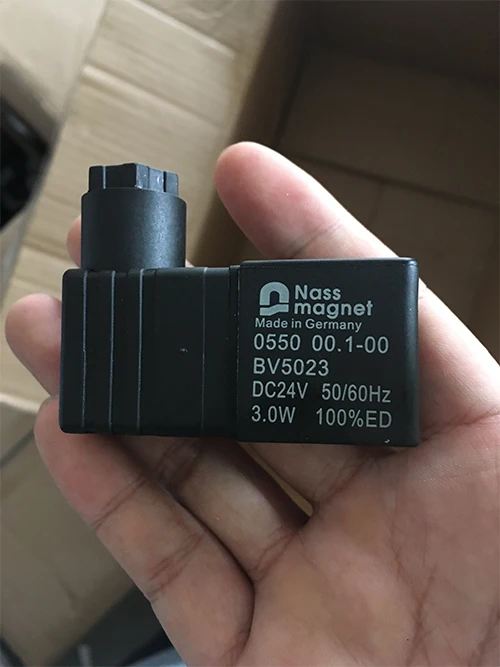 Nass
magnet
Made in Germany
0550 00.1-00
BV5023
DC24V 50/60Hz
3.0W 100%ED